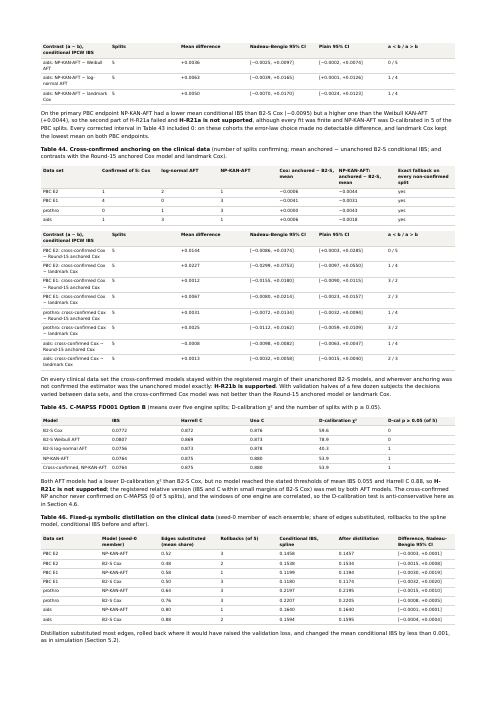 Contrast (a − b), conditional IPCW IBS | Splits | Mean difference | Nadeau-Bengio 95% CI | Plain 95% CI | a < b / a > b
aids: NP-KAN-AFT − Weibull AFT | 5 | +0.0036 | [−0.0025, +0.0097] | [−0.0002, +0.0074] | 0 / 5
aids: NP-KAN-AFT − log-normal AFT | 5 | +0.0063 | [−0.0039, +0.0165] | [+0.0001, +0.0126] | 1 / 4
aids: NP-KAN-AFT − landmark Cox | 5 | +0.0050 | [−0.0070, +0.0170] | [−0.0024, +0.0123] | 1 / 4
On the primary PBC endpoint NP-KAN-AFT had a lower mean conditional IBS than B2-S Cox (−0.0095) but a higher one than the Weibull KAN-AFT
(+0.0044), so the second part of H-R21a failed and H-R21a is not supported, although every fit was finite and NP-KAN-AFT was D-calibrated in 5 of the
PBC splits. Every corrected interval in Table 43 included 0: on these cohorts the error-law choice made no detectable difference, and landmark Cox kept
the lowest mean on both PBC endpoints.
Table 44. Cross-confirmed anchoring on the clinical data (number of splits confirming; mean anchored − unanchored B2-S conditional IBS; and
contrasts with the Round-15 anchored Cox model and landmark Cox).
Data set | Confirmed of 5: Cox | log-normal AFT | NP-KAN-AFT | Cox: anchored − B2-S, mean | NP-KAN-AFT: anchored − B2-S, mean | Exact fallback on every non-confirmed split
PBC E2 | 1 | 2 | 1 | −0.0006 | −0.0044 | yes
PBC E1 | 4 | 0 | 3 | −0.0041 | −0.0031 | yes
prothro | 0 | 1 | 3 | +0.0000 | −0.0043 | yes
aids | 1 | 3 | 1 | +0.0006 | −0.0018 | yes
Contrast (a − b), conditional IPCW IBS | Splits | Mean difference | Nadeau-Bengio 95% CI | Plain 95% CI | a < b / a > b
PBC E2: cross-confirmed Cox − Round-15 anchored Cox | 5 | +0.0144 | [−0.0086, +0.0374] | [+0.0003, +0.0285] | 0 / 5
PBC E2: cross-confirmed Cox − landmark Cox | 5 | +0.0227 | [−0.0299, +0.0753] | [−0.0097, +0.0550] | 1 / 4
PBC E1: cross-confirmed Cox − Round-15 anchored Cox | 5 | +0.0012 | [−0.0155, +0.0180] | [−0.0090, +0.0115] | 3 / 2
PBC E1: cross-confirmed Cox − landmark Cox | 5 | +0.0067 | [−0.0080, +0.0214] | [−0.0023, +0.0157] | 2 / 3
prothro: cross-confirmed Cox − Round-15 anchored Cox | 5 | +0.0031 | [−0.0072, +0.0134] | [−0.0032, +0.0094] | 1 / 4
prothro: cross-confirmed Cox − landmark Cox | 5 | +0.0025 | [−0.0112, +0.0162] | [−0.0059, +0.0109] | 3 / 2
aids: cross-confirmed Cox − Round-15 anchored Cox | 5 | −0.0008 | [−0.0098, +0.0082] | [−0.0063, +0.0047] | 1 / 4
aids: cross-confirmed Cox − landmark Cox | 5 | +0.0013 | [−0.0032, +0.0058] | [−0.0015, +0.0040] | 2 / 3
On every clinical data set the cross-confirmed models stayed within the registered margin of their unanchored B2-S models, and wherever anchoring was
not confirmed the estimator was the unanchored model exactly: H-R21b is supported. With validation halves of a few dozen subjects the decisions
varied between data sets, and the cross-confirmed Cox model was not better than the Round-15 anchored model or landmark Cox.
Table 45. C-MAPSS FD001 Option B (means over five engine splits; D-calibration χ² and the number of splits with p ≥ 0.05).
Model | IBS | Harrell C | Uno C | D-calibration χ² | D-cal p ≥ 0.05 (of 5)
B2-S Cox | 0.0772 | 0.872 | 0.876 | 59.6 | 0
B2-S Weibull AFT | 0.0807 | 0.869 | 0.873 | 78.9 | 0
B2-S log-normal AFT | 0.0756 | 0.873 | 0.878 | 40.3 | 1
NP-KAN-AFT | 0.0764 | 0.875 | 0.880 | 53.9 | 1
Cross-confirmed, NP-KAN-AFT | 0.0764 | 0.875 | 0.880 | 53.9 | 1
Both AFT models had a lower D-calibration χ² than B2-S Cox, but no model reached the stated thresholds of mean IBS 0.055 and Harrell C 0.88, so H-
R21c is not supported; the registered relative version (IBS and C within small margins of B2-S Cox) was met by both AFT models. The cross-confirmed
NP anchor never confirmed on C-MAPSS (0 of 5 splits), and the windows of one engine are correlated, so the D-calibration test is anti-conservative here as
in Section 4.6.
Table 46. Fixed-μ symbolic distillation on the clinical data (seed-0 member of each ensemble; share of edges substituted, rollbacks to the spline
model, conditional IBS before and after).
Data set | Model (seed-0 member) | Edges substituted (mean share) | Rollbacks (of 5) | Conditional IBS, spline | After distillation | Difference, Nadeau-Bengio 95% CI
PBC E2 | NP-KAN-AFT | 0.52 | 3 | 0.1458 | 0.1457 | [−0.0003, +0.0001]
PBC E2 | B2-S Cox | 0.48 | 2 | 0.1538 | 0.1534 | [−0.0015, +0.0008]
PBC E1 | NP-KAN-AFT | 0.50 | 1 | 0.1199 | 0.1194 | [−0.0030, +0.0019]
PBC E1 | B2-S Cox | 0.50 | 3 | 0.1180 | 0.1174 | [−0.0032, +0.0020]
prothro | NP-KAN-AFT | 0.64 | 3 | 0.2197 | 0.2195 | [−0.0015, +0.0010]
prothro | B2-S Cox | 0.76 | 3 | 0.2207 | 0.2205 | [−0.0008, +0.0005]
aids | NP-KAN-AFT | 0.80 | 1 | 0.1640 | 0.1640 | [−0.0001, +0.0002]
aids | B2-S Cox | 0.88 | 2 | 0.1594 | 0.1595 | [−0.0004, +0.0004]
Distillation substituted most edges, rolled back where it would have raised the validation loss, and changed the mean conditional IBS by less than 0.001,
as in simulation (Section 5.2).